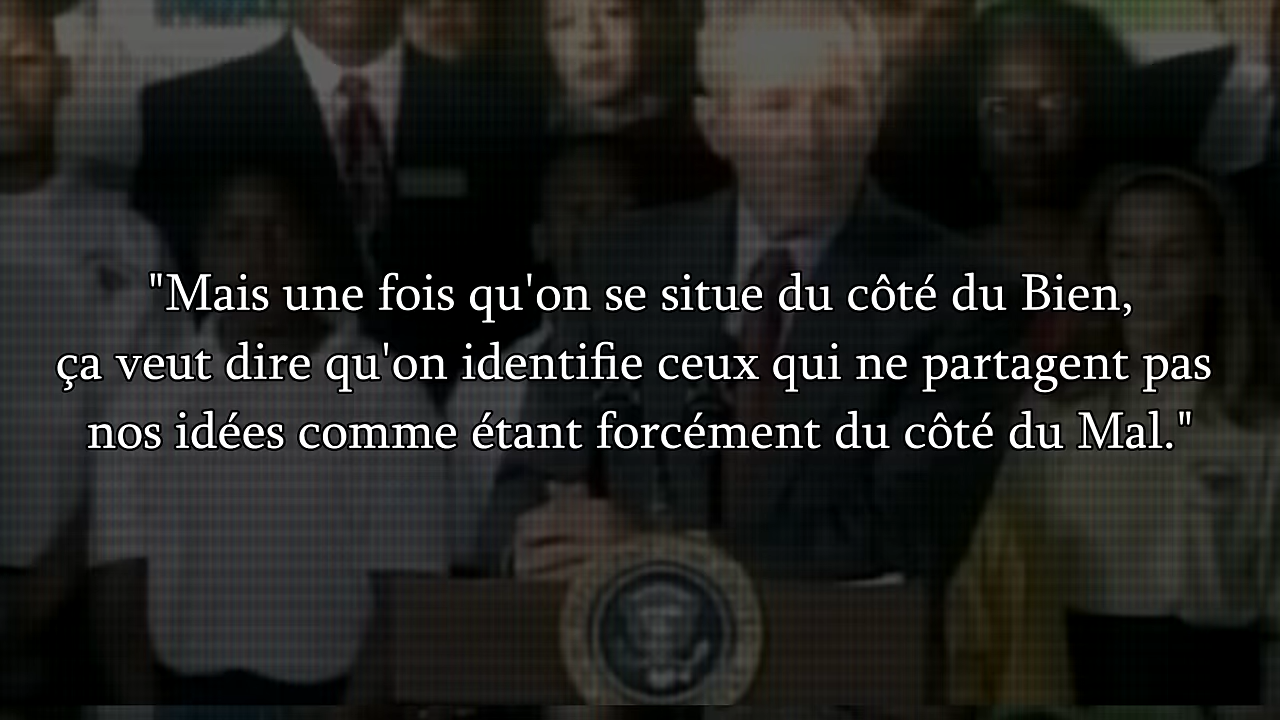 "Mais une fois qu'on se situe du côté du Bien,
ça veut dire qu'on identifie ceux qui ne partagent pas
nos idées comme étant forcément du côté du Mal."